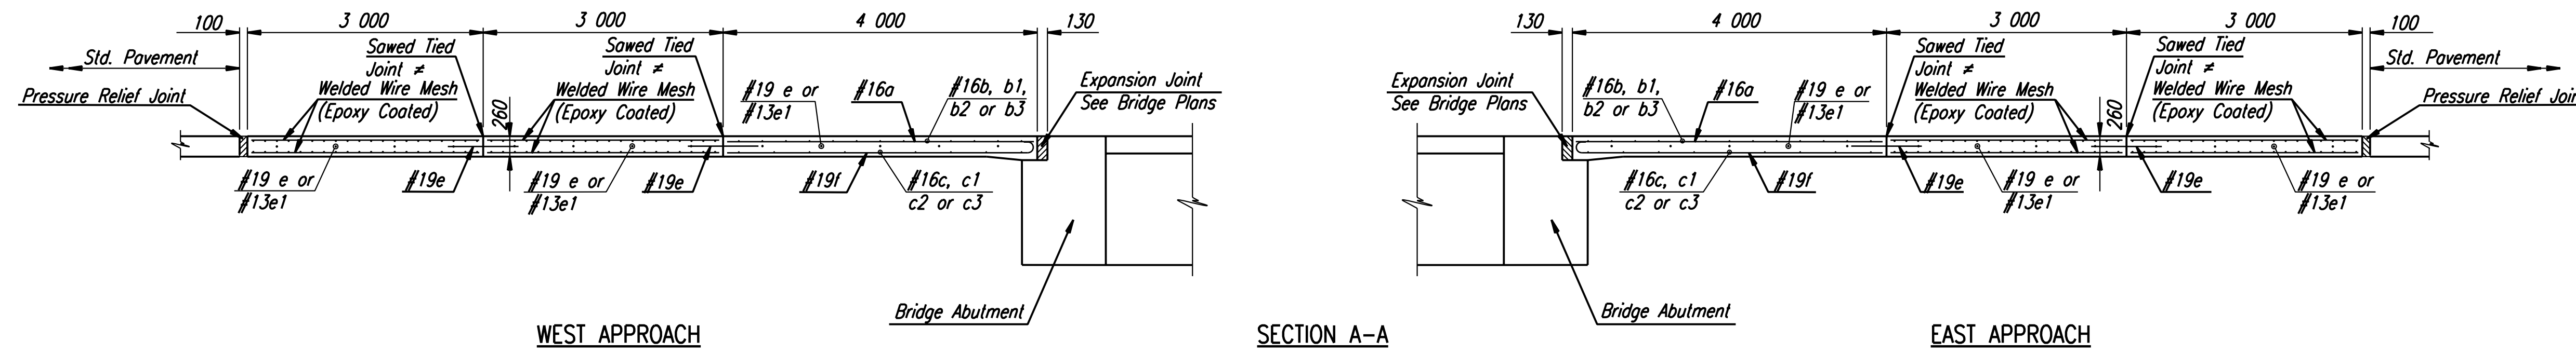 100
3 000
3 000
4 000
130
Std. Pavement
Pressure Relief Joint
Sawed Tied
Joint ≠
Welded Wire Mesh
(Epoxy Coated)
260
Sawed Tied
Joint ≠
Welded Wire Mesh
(Epoxy Coated)
#19 e or
#13e1
#16a
#16b, b1,
b2 or b3
Expansion Joint
See Bridge Plans
#19 e or
#13e1
#19e
#19 e or
#13e1
#19e
#19f
#16c, c1
c2 or c3
Bridge Abutment
WEST APPROACH
SECTION A-A
130
4 000
3 000
3 000
100
Expansion Joint
See Bridge Plans
#16b, b1,
b2 or b3
#16a
#19 e or
#13e1
Sawed Tied
Joint ≠
Welded Wire Mesh
(Epoxy Coated)
260
Sawed Tied
Joint ≠
Welded Wire Mesh
(Epoxy Coated)
Std. Pavement
Pressure Relief Join
#16c, c1
c2 or c3
#19f
#19e
#19 e or
#13e1
#19e
#19 e or
#13e1
Bridge Abutment
EAST APPROACH